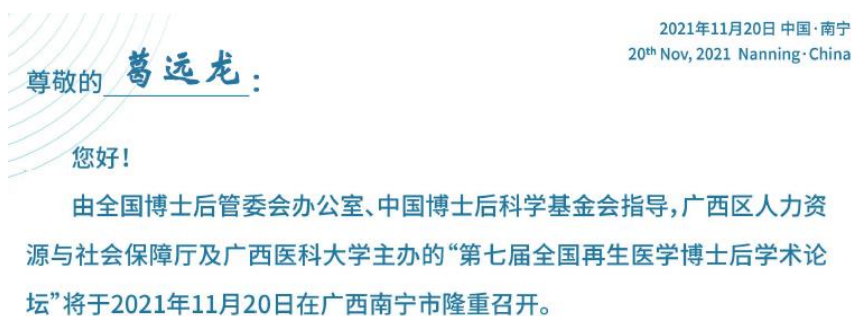 2021年11月20日 中国·南宁
20th Nov, 2021 Nanning·China
尊敬的 葛远龙：
您好！
由全国博士后管委会办公室、中国博士后科学基金会指导，广西区人力资
源与社会保障厅及广西医科大学主办的“第七届全国再生医学博士后学术论
坛”将于2021年11月20日在广西南宁市隆重召开。